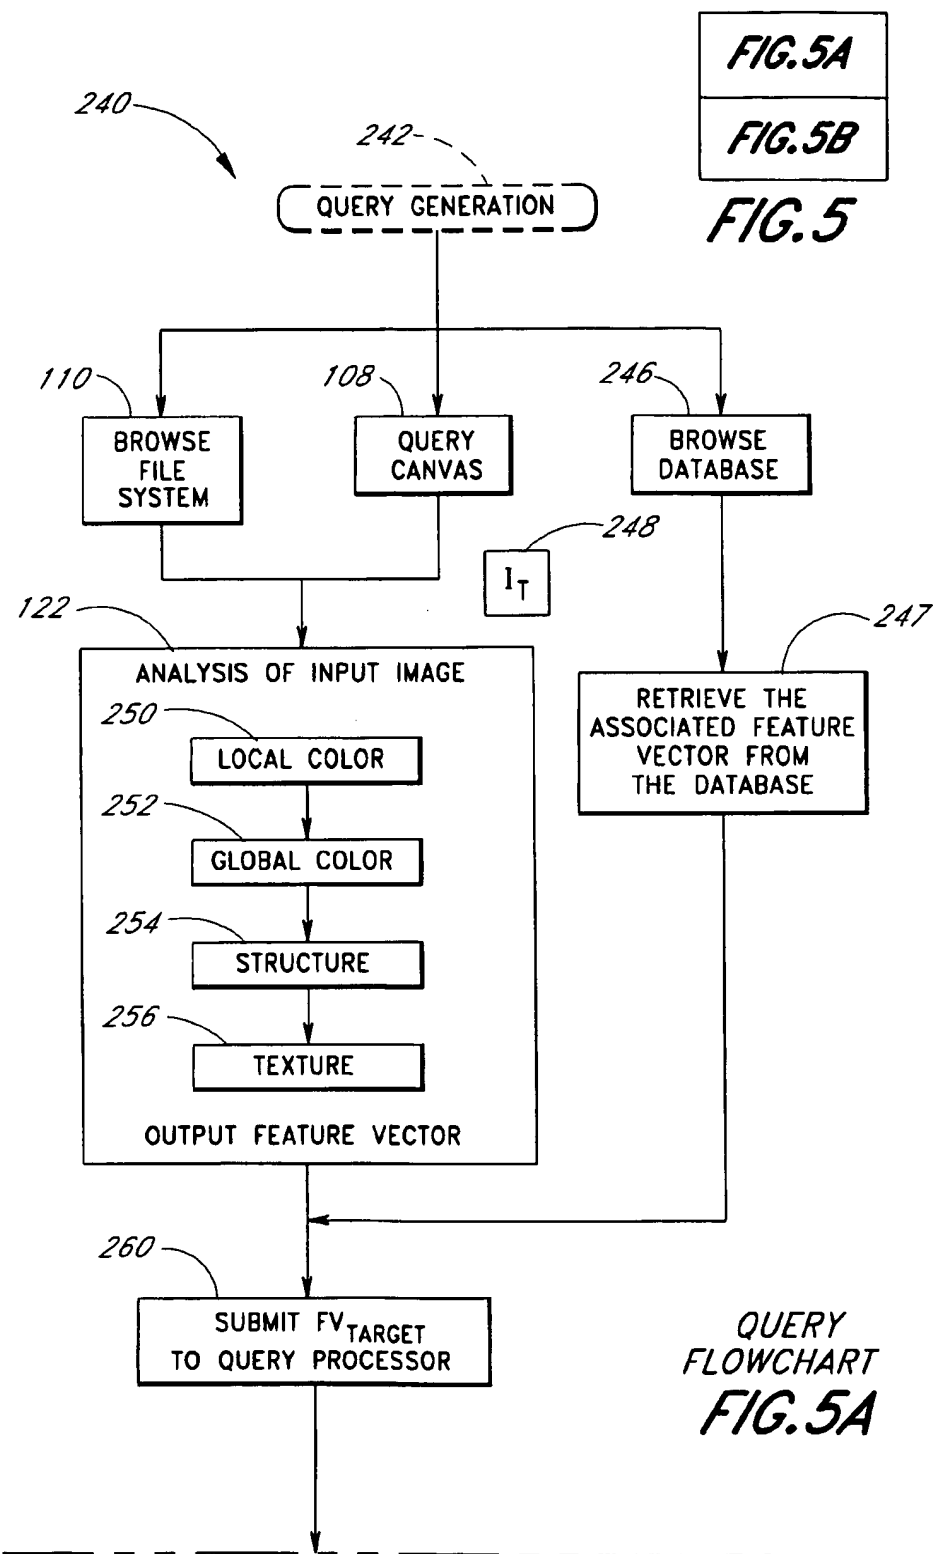 FIG.5A
FIG.5B
FIG.5
240
242
QUERY GENERATION
110
108
246
BROWSE
FILE
SYSTEM
QUERY
CANVAS
BROWSE
DATABASE
248
I_T
122
247
ANALYSIS OF INPUT IMAGE
RETRIEVE THE
ASSOCIATED FEATURE
VECTOR FROM
THE DATABASE
250
LOCAL COLOR
252
GLOBAL COLOR
254
STRUCTURE
256
TEXTURE
OUTPUT FEATURE VECTOR
260
SUBMIT FV_TARGET
TO QUERY PROCESSOR
QUERY
FLOWCHART
FIG.5A